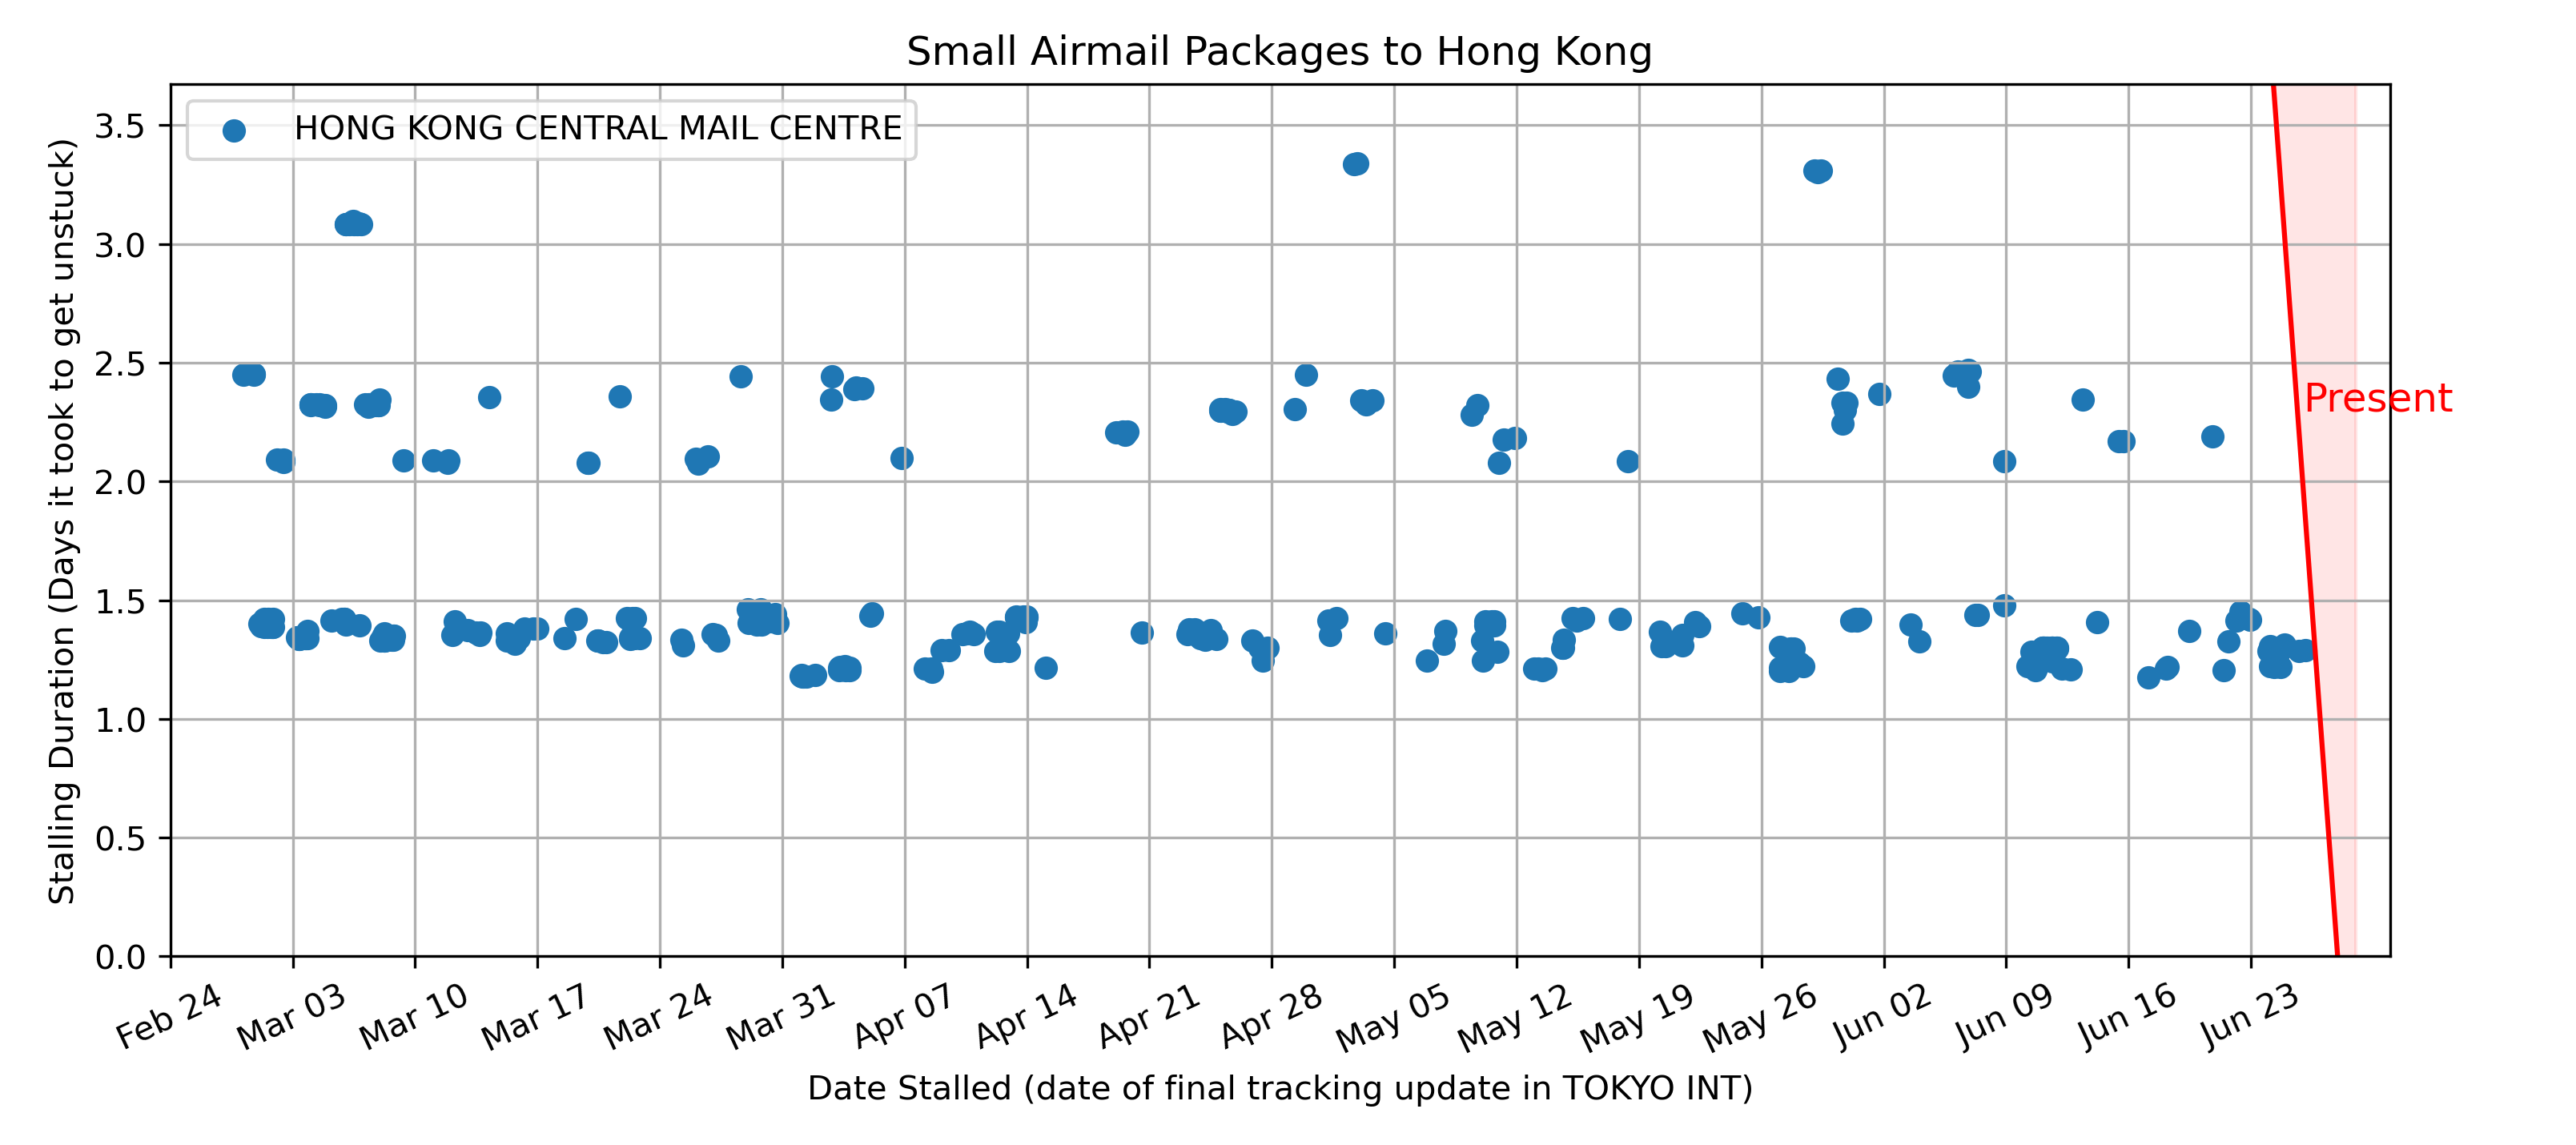 Small Airmail Packages to Hong Kong
HONG KONG CENTRAL MAIL CENTRE
Stalling Duration (Days it took to get unstuck)
3.5
3.0
2.5
2.0
1.5
1.0
0.5
0.0
Present
Feb 24
Mar 03
Mar 10
Mar 17
Mar 24
Mar 31
Apr 07
Apr 14
Apr 21
Apr 28
May 05
May 12
May 19
May 26
Jun 02
Jun 09
Jun 16
Jun 23
Date Stalled (date of final tracking update in TOKYO INT)